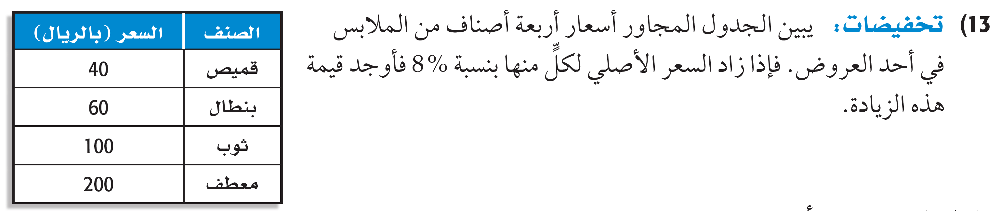 13) تخفيضات: يبين الجدول المجاور أسعار أربعة أصناف من الملابس
في أحد العروض. فإذا زاد السعر الأصلي لكلٍّ منها بنسبة 8% فأوجد قيمة
هذه الزيادة.
الصنف السعر (بالريال)
قميص 40
بنطال 60
ثوب 100
معطف 200